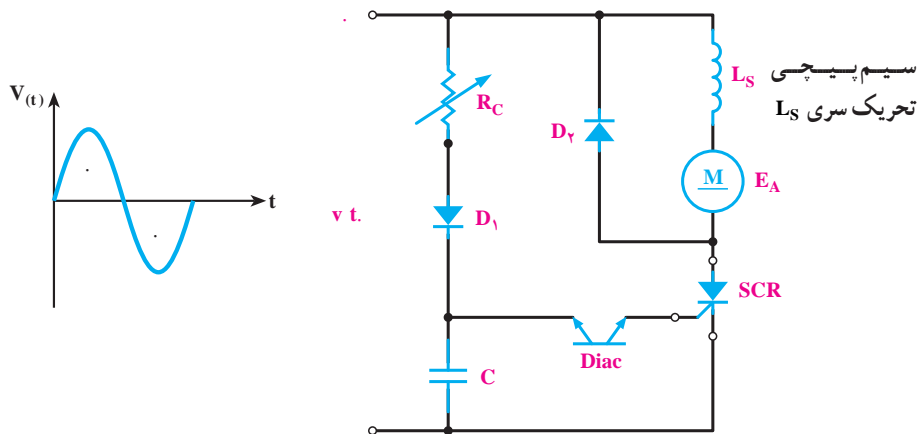 V(t)
t
v t.
RC
D۱
C
D۲
Diac
LS
M
EA
SCR
سیم‌پیچی
تحریک سری LS